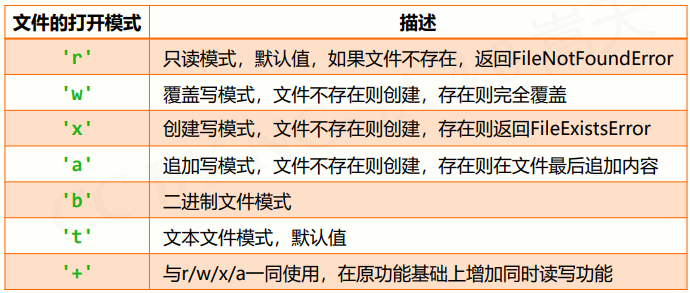 文件的打开模式 描述
'r' 只读模式，默认值，如果文件不存在，返回FileNotFoundError
'w' 覆盖写模式，文件不存在则创建，存在则完全覆盖
'x' 创建写模式，文件不存在则创建，存在则返回FileExistsError
'a' 追加写模式，文件不存在则创建，存在则在文件最后追加内容
'b' 二进制文件模式
't' 文本文件模式，默认值
'+' 与r/w/x/a一同使用，在原功能基础上增加同时读写功能